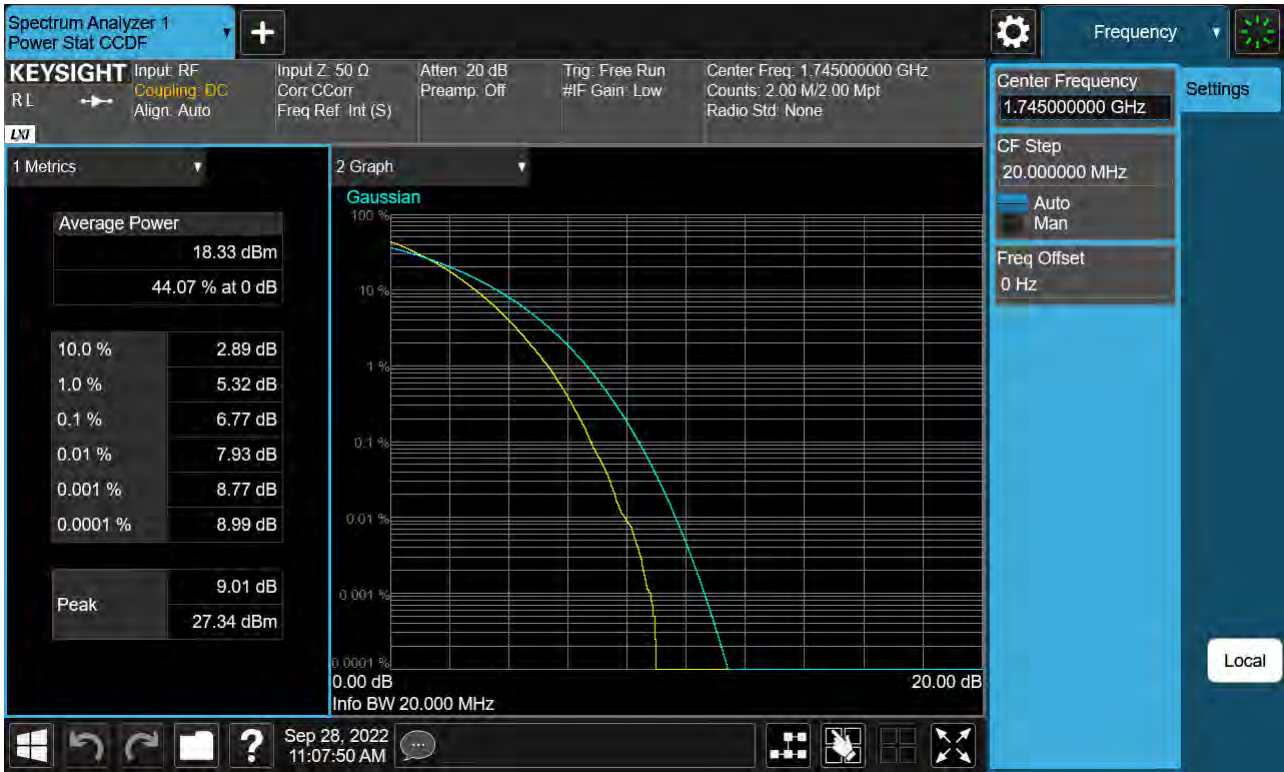 Spectrum Analyzer 1
Power Stat CCDF
+
Frequency
KEYSIGHT
RL
LXI
Input: RF
Coupling: DC
Align: Auto
Input Z: 50 Ω
Corr CCorr
Freq Ref: Int (S)
Atten: 20 dB
Preamp: Off
Trig: Free Run
#IF Gain: Low
Center Freq: 1.745000000 GHz
Counts: 2.00 M/2.00 Mpt
Radio Std: None
Center Frequency
1.745000000 GHz
Settings
CF Step
20.000000 MHz
Auto
Man
Freq Offset
0 Hz
Local
1 Metrics
Average Power
18.33 dBm
44.07 % at 0 dB
10.0 % 2.89 dB
1.0 % 5.32 dB
0.1 % 6.77 dB
0.01 % 7.93 dB
0.001 % 8.77 dB
0.0001 % 8.99 dB
Peak
9.01 dB
27.34 dBm
2 Graph
Gaussian
100 %
10 %
1 %
0.1 %
0.01 %
0.001 %
0.0001 %
0.00 dB 20.00 dB
Info BW 20.000 MHz
?
Sep 28, 2022
11:07:50 AM